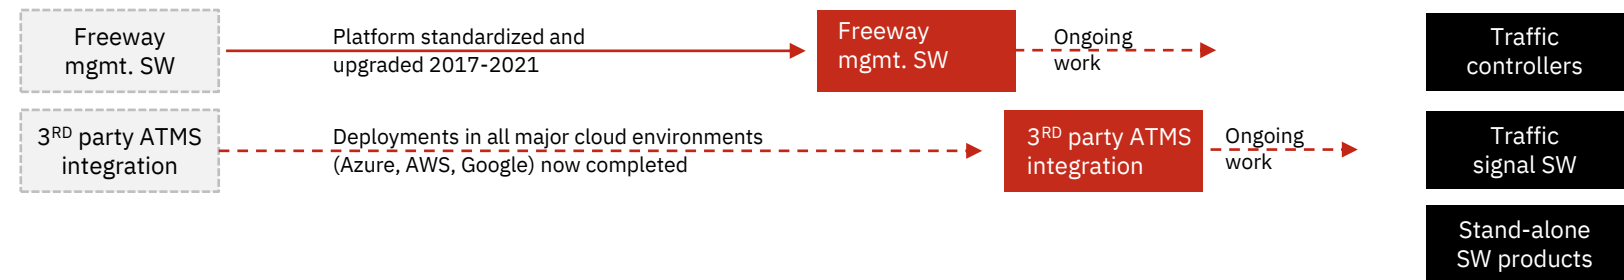 Freeway
mgmt. SW
Platform standardized and
upgraded 2017-2021
Freeway
mgmt. SW
Ongoing
work
Traffic
controllers
3RD party ATMS
integration
Deployments in all major cloud environments
(Azure, AWS, Google) now completed
3RD party ATMS
integration
Ongoing
work
Traffic
signal SW
Stand-alone
SW products